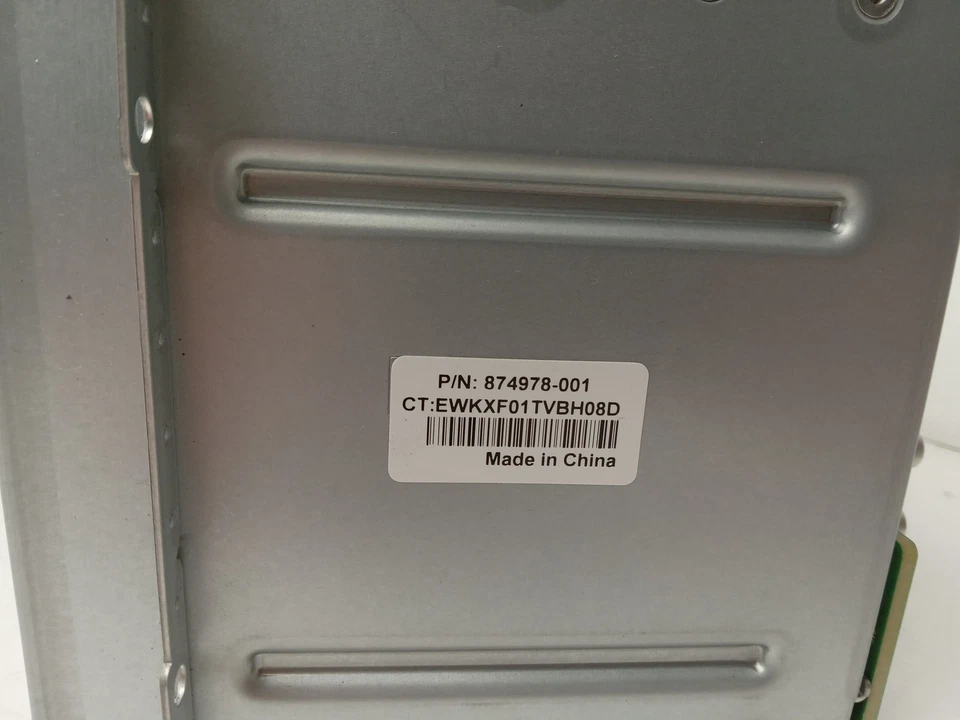 P/N: 874978-001
CT:EWKXF01TVBH08D
Made in China